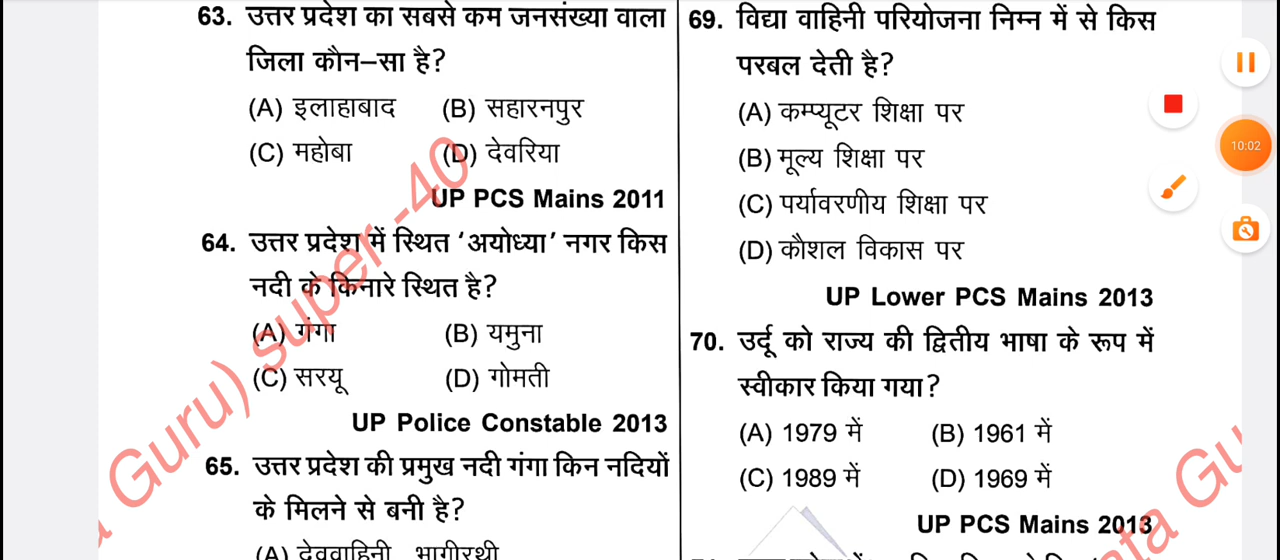 63. उत्तर प्रदेश का सबसे कम जनसंख्या वाला
जिला कौन–सा है?
(A) इलाहाबाद (B) सहारनपुर
(C) महोबा (D) देवरिया
UP PCS Mains 2011
64. उत्तर प्रदेश में स्थित ‘अयोध्या’ नगर किस
नदी के किनारे स्थित है?
(A) गंगा (B) यमुना
(C) सरयू (D) गोमती
UP Police Constable 2013
65. उत्तर प्रदेश की प्रमुख नदी गंगा किन नदियों
के मिलने से बनी है?
(A) देववाहिनी भागीरथी
Guru) super -40
69. विद्या वाहिनी परियोजना निम्न में से किस
परबल देती है?
(A) कम्प्यूटर शिक्षा पर
(B) मूल्य शिक्षा पर
(C) पर्यावरणीय शिक्षा पर
(D) कौशल विकास पर
UP Lower PCS Mains 2013
70. उर्दू को राज्य की द्वितीय भाषा के रूप में
स्वीकार किया गया?
(A) 1979 में (B) 1961 में
(C) 1989 में (D) 1969 में
UP PCS Mains 2013
10:02